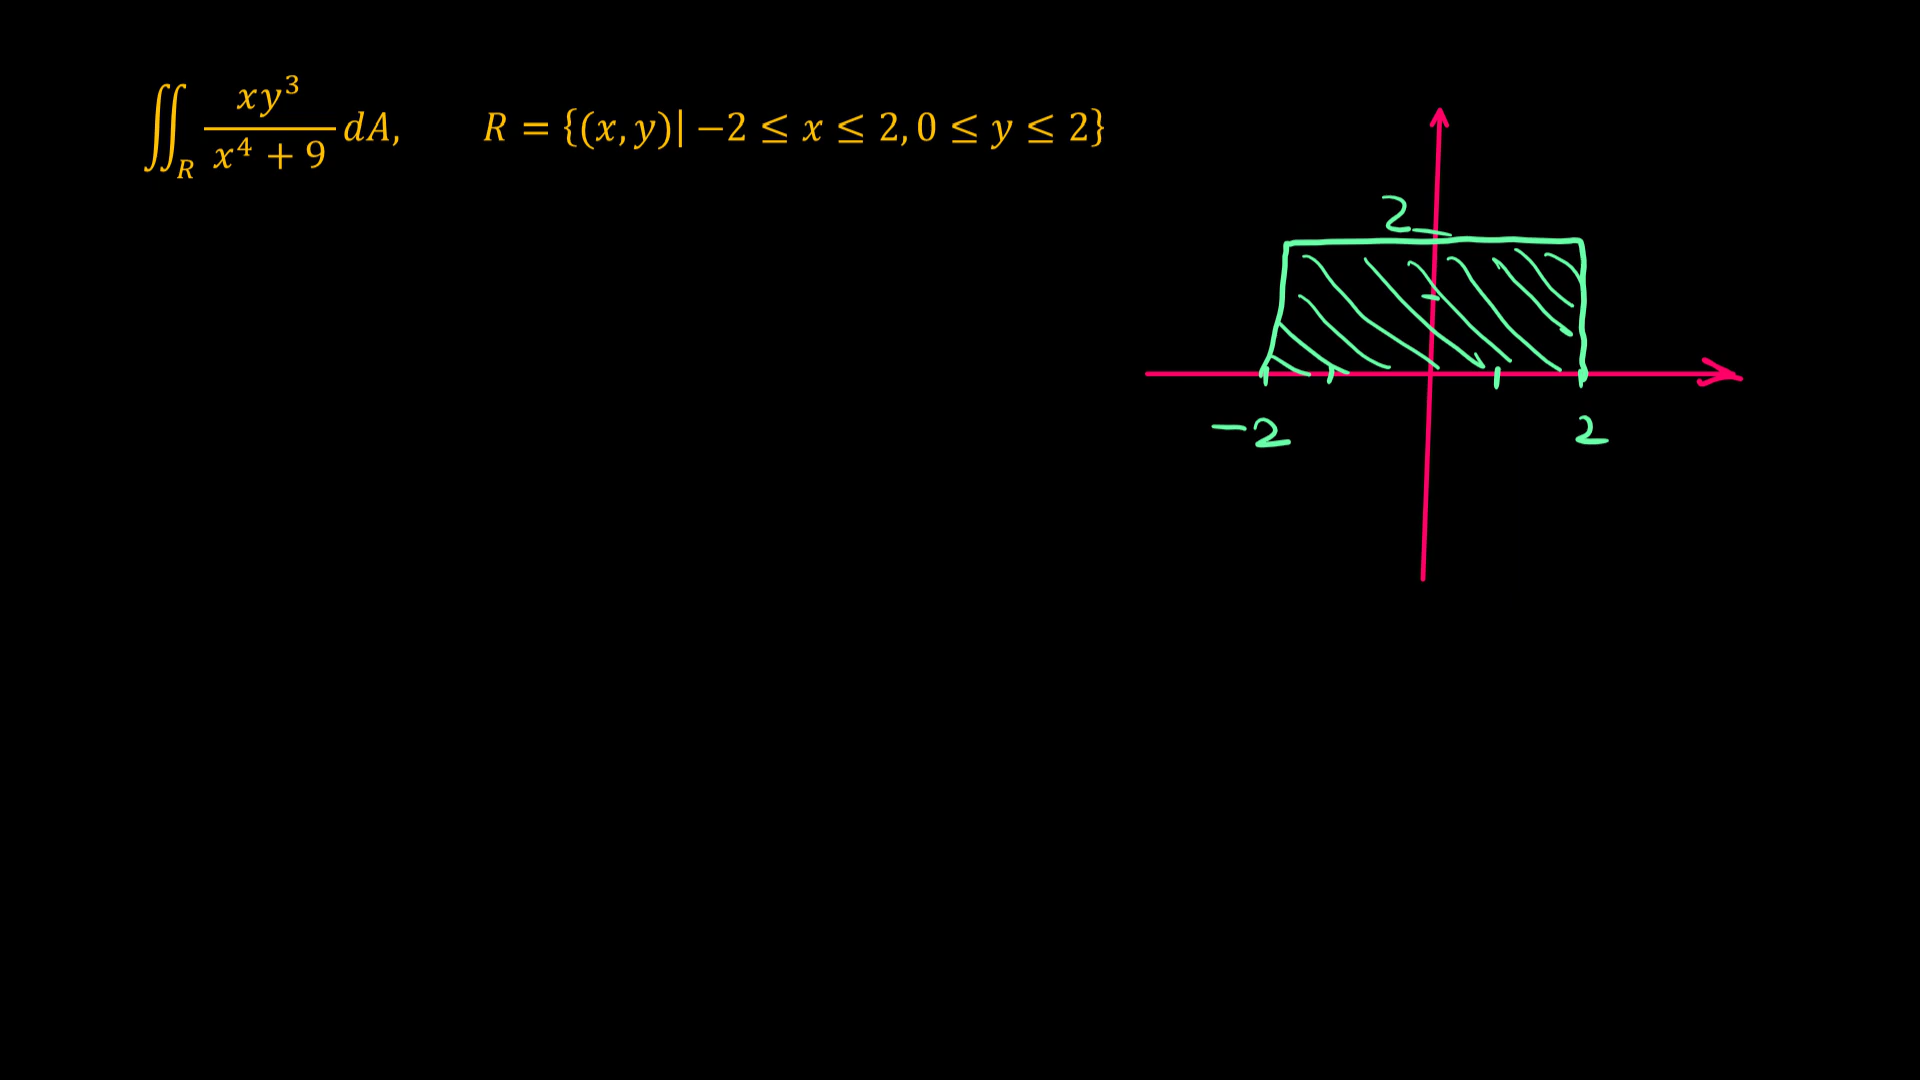 ∬_R xy³/(x⁴ + 9) dA, R = {(x, y)| −2 ≤ x ≤ 2, 0 ≤ y ≤ 2}
2
−2 2